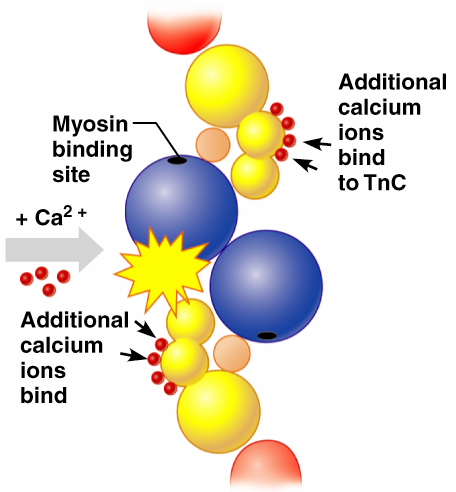 Additional
calcium
ions
bind
to TnC
Myosin
binding
site
+ Ca2 +
Additional
calcium
ions
bind